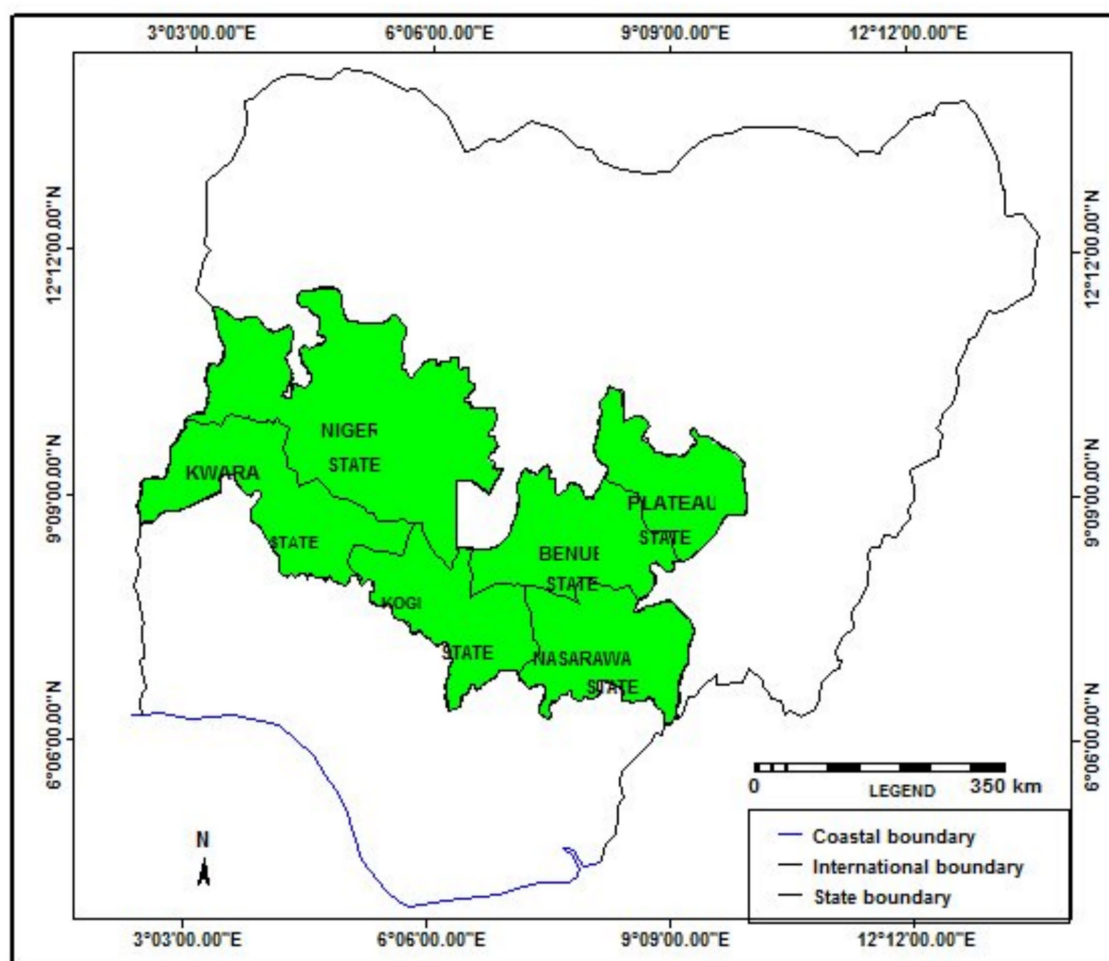 3°03'00.00"E
6°06'00.00"E
9°09'00.00"E
12°12'00.00"E
12°12'00.00"N
12°12'00.00"N
NIGER
STATE
KWARA
9°09'00.00"N
9°09'00.00"N
PLATEAU
STATE
STATE
BENUE
STATE
KOGI
STATE
NASARAWA
STATE
6°06'00.00"N
6°06'00.00"N
0
LEGEND
350 km
Coastal boundary
International boundary
State boundary
N
3°03'00.00"E
6°06'00.00"E
9°09'00.00"E
12°12'00.00"E